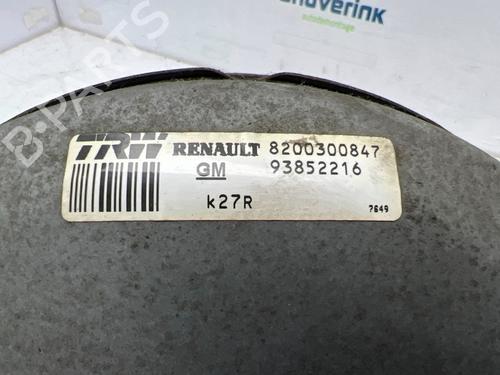 TRW RENAULT 8200300847
GM 93852216
k27R 7649
B-PARTS